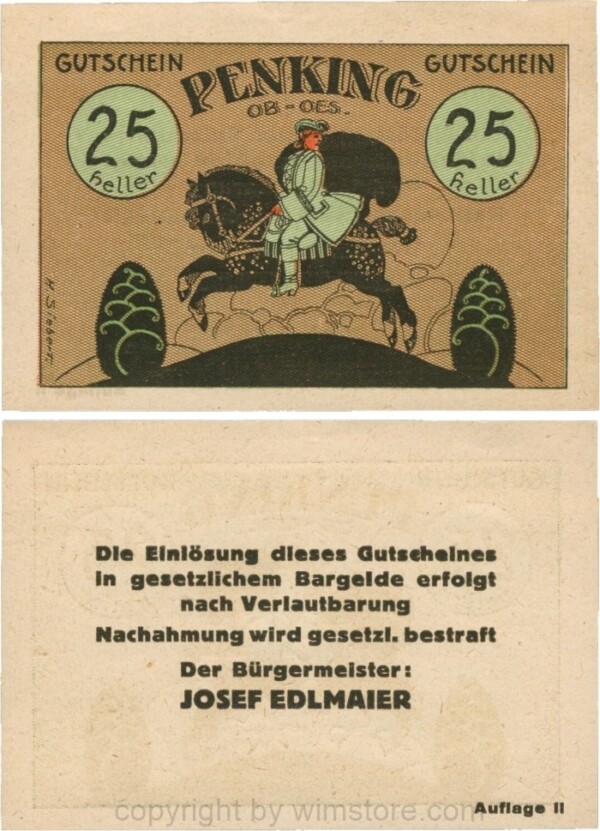 GUTSCHEIN PENKING GUTSCHEIN
OB-OES.
25 25
heller heller
H. Siebert.
Die Einlösung dieses Gutscheines
in gesetzlichem Bargelde erfolgt
nach Verlautbarung
Nachahmung wird gesetzl. bestraft
Der Bürgermeister:
JOSEF EDLMAIER
Auflage II
copyright by wimstore.com